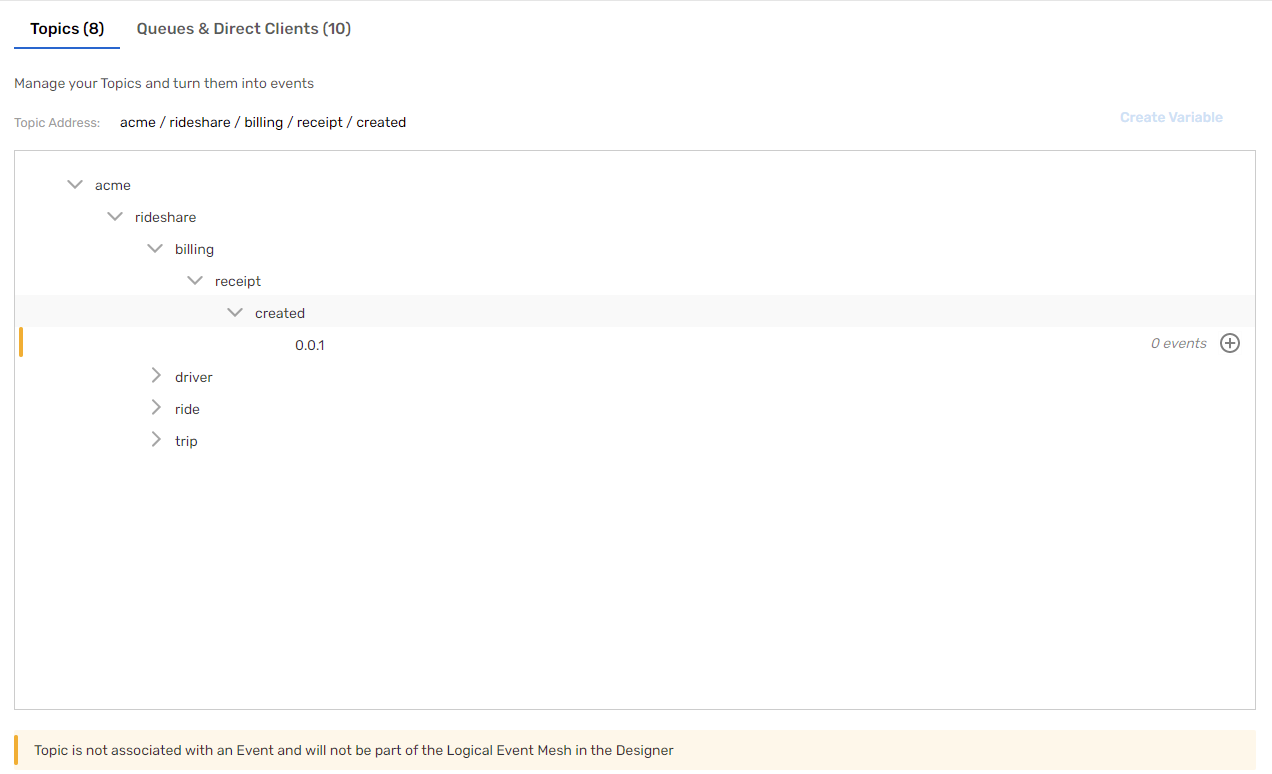 Topics (8) Queues & Direct Clients (10)
Manage your Topics and turn them into events
Topic Address: acme / rideshare / billing / receipt / created
Create Variable
acme
rideshare
billing
receipt
created
0.0.1 0 events
driver
ride
trip
Topic is not associated with an Event and will not be part of the Logical Event Mesh in the Designer